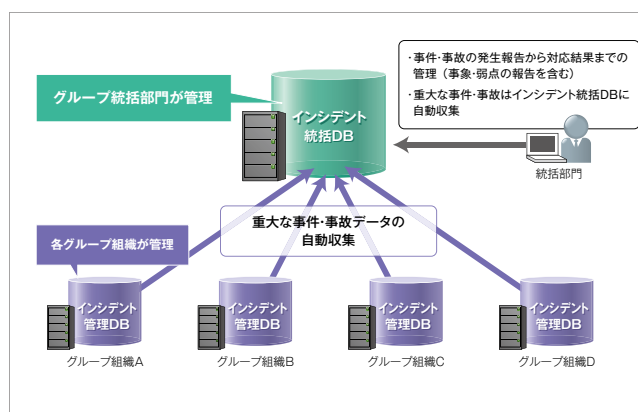 ・事件・事故の発生報告から対応結果までの
管理（事象・弱点の報告を含む）
・重大な事件・事故はインシデント統括DBに
自動収集
グループ統括部門が管理
インシデント
統括DB
統括部門
重大な事件・事故データの
自動収集
各グループ組織が管理
インシデント
管理DB
インシデント
管理DB
インシデント
管理DB
インシデント
管理DB
グループ組織A
グループ組織B
グループ組織C
グループ組織D